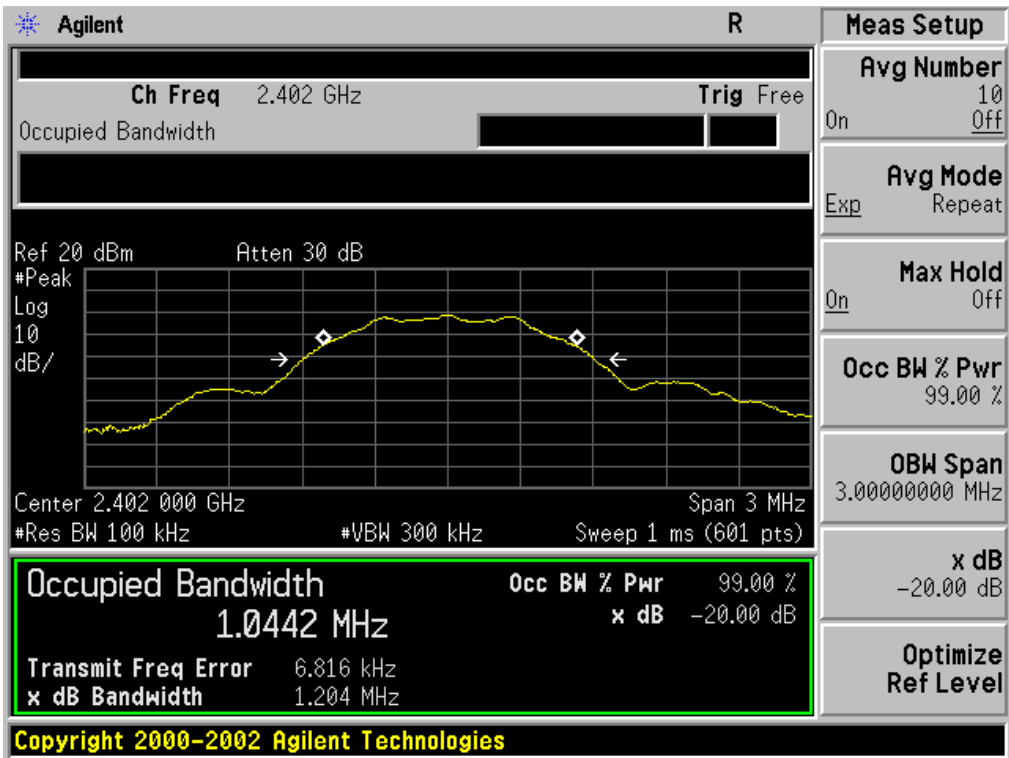 Agilent R
Ch Freq 2.402 GHz Trig Free
Occupied Bandwidth
Ref 20 dBm Atten 30 dB
#Peak
Log
10
dB/
Center 2.402 000 GHz Span 3 MHz
#Res BW 100 kHz #VBW 300 kHz Sweep 1 ms (601 pts)
Occupied Bandwidth Occ BW % Pwr 99.00 %
1.0442 MHz x dB -20.00 dB
Transmit Freq Error 6.816 kHz
x dB Bandwidth 1.204 MHz
Copyright 2000-2002 Agilent Technologies
Meas Setup
Avg Number
10
On Off
Avg Mode
Exp Repeat
Max Hold
On Off
Occ BW % Pwr
99.00 %
OBW Span
3.00000000 MHz
x dB
-20.00 dB
Optimize
Ref Level